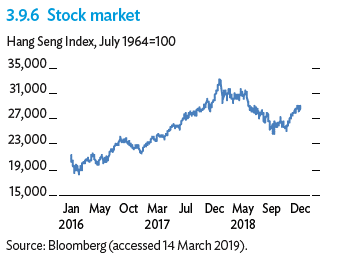 3.9.6 Stock market
Hang Seng Index, July 1964=100
35,000
31,000
27,000
23,000
19,000
15,000
Jan May Oct Mar Jul Dec May Sep Dec
2016 2017 2018
Source: Bloomberg (accessed 14 March 2019).